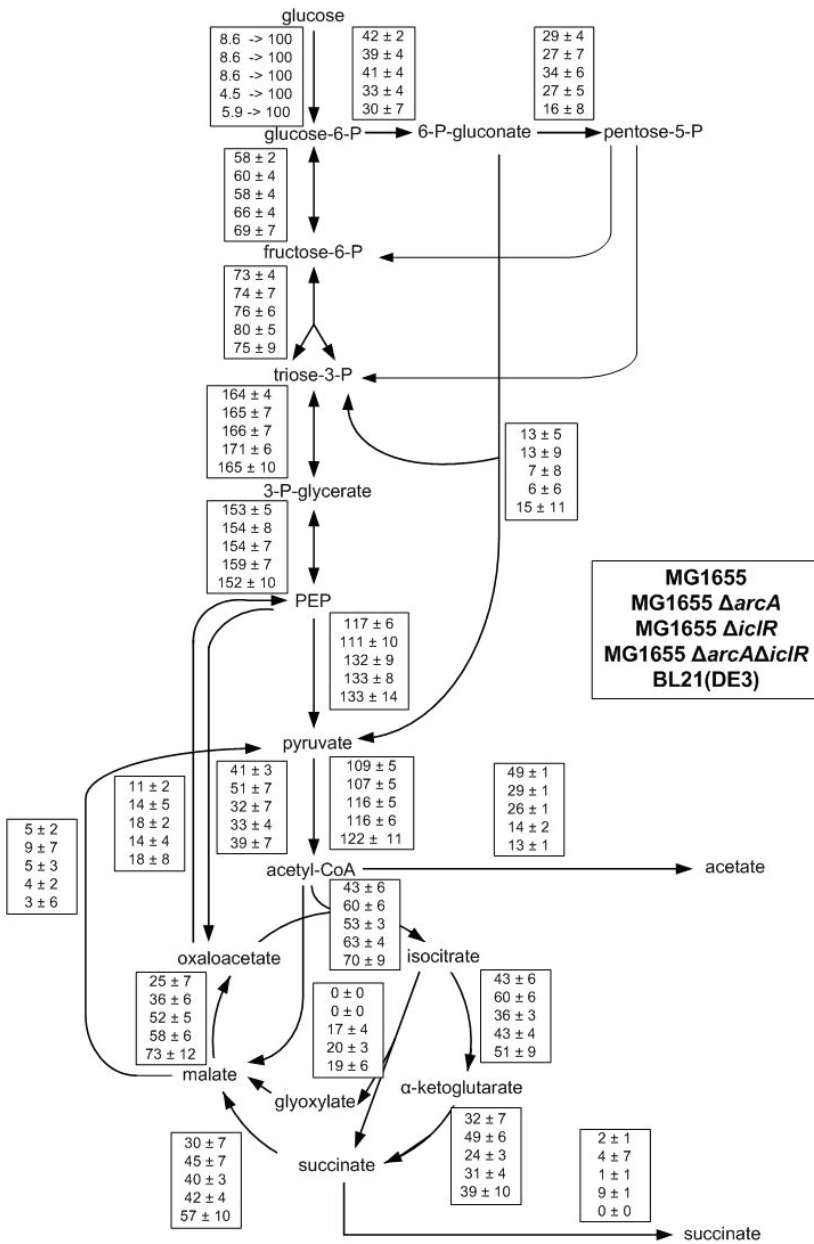 glucose
8.6 -> 100
8.6 -> 100
8.6 -> 100
4.5 -> 100
5.9 -> 100
42 ± 2
39 ± 4
41 ± 4
33 ± 4
30 ± 7
29 ± 4
27 ± 7
34 ± 6
27 ± 5
16 ± 8
glucose-6-P
6-P-gluconate
pentose-5-P
58 ± 2
60 ± 4
58 ± 4
66 ± 4
69 ± 7
fructose-6-P
73 ± 4
74 ± 7
76 ± 6
80 ± 5
75 ± 9
triose-3-P
164 ± 4
165 ± 7
166 ± 7
171 ± 6
165 ± 10
13 ± 5
13 ± 9
7 ± 8
6 ± 6
15 ± 11
3-P-glycerate
153 ± 5
154 ± 8
154 ± 7
159 ± 7
152 ± 10
MG1655
MG1655 ΔarcA
MG1655 ΔiclR
MG1655 ΔarcAΔiclR
BL21(DE3)
PEP
117 ± 6
111 ± 10
132 ± 9
133 ± 8
133 ± 14
pyruvate
5 ± 2
9 ± 7
5 ± 3
4 ± 2
3 ± 6
11 ± 2
14 ± 5
18 ± 2
14 ± 4
18 ± 8
41 ± 3
51 ± 7
32 ± 7
33 ± 4
39 ± 7
109 ± 5
107 ± 5
116 ± 5
116 ± 6
122 ± 11
49 ± 1
29 ± 1
26 ± 1
14 ± 2
13 ± 1
acetyl-CoA
acetate
43 ± 6
60 ± 6
53 ± 3
63 ± 4
70 ± 9
oxaloacetate
isocitrate
25 ± 7
36 ± 6
52 ± 5
58 ± 6
73 ± 12
0 ± 0
0 ± 0
17 ± 4
20 ± 3
19 ± 6
43 ± 6
60 ± 6
36 ± 3
43 ± 4
51 ± 9
malate
glyoxylate
α-ketoglutarate
30 ± 7
45 ± 7
40 ± 3
42 ± 4
57 ± 10
succinate
32 ± 7
49 ± 6
24 ± 3
31 ± 4
39 ± 10
2 ± 1
4 ± 7
1 ± 1
9 ± 1
0 ± 0
succinate